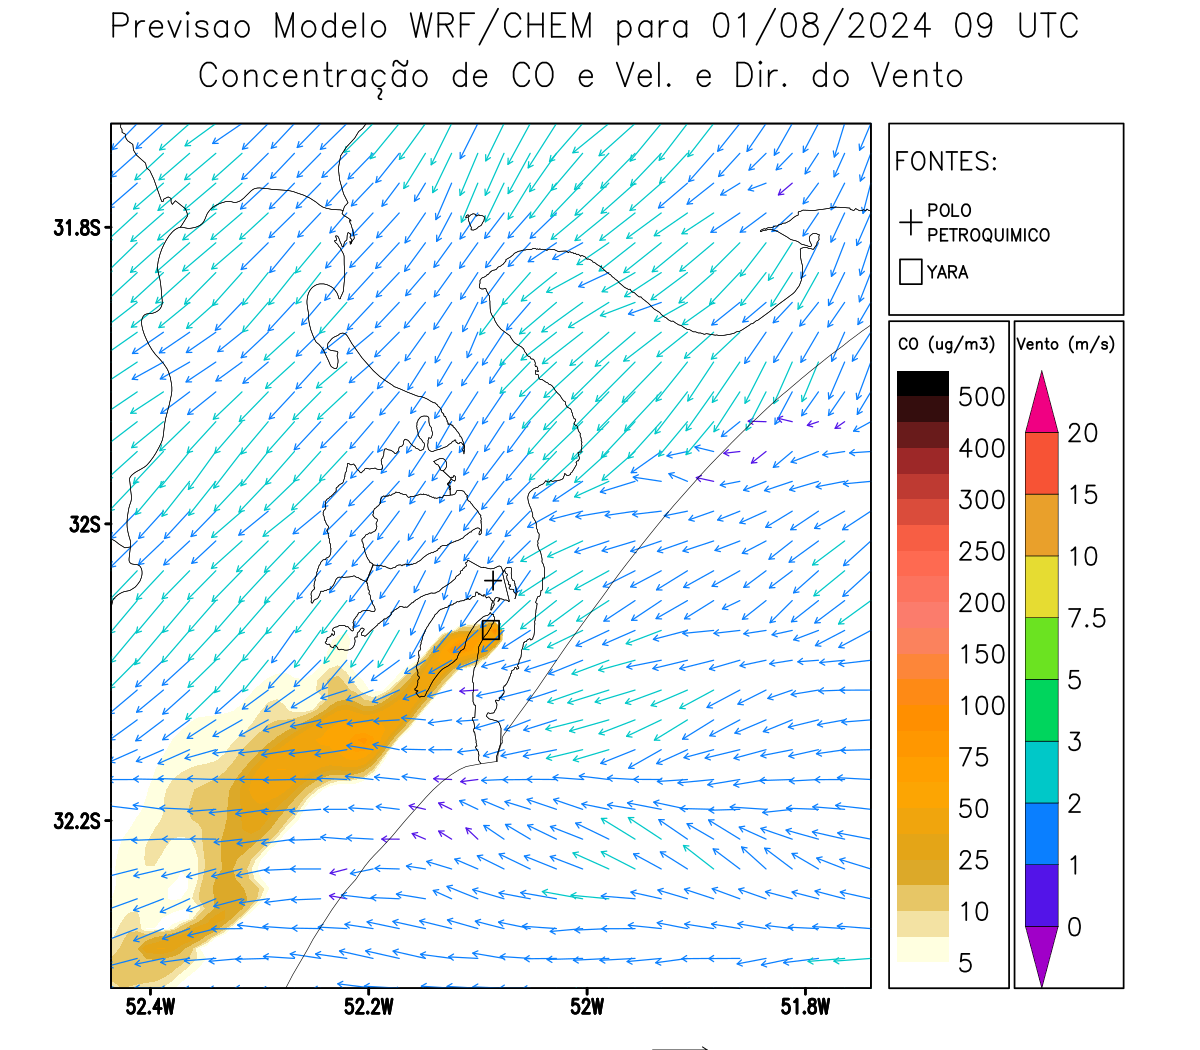 Previsao Modelo WRF/CHEM para 01/08/2024 09 UTC
Concentração de CO e Vel. e Dir. do Vento
FONTES:
POLO
PETROQUIMICO
YARA
CO (ug/m3)
500
400
300
250
200
150
100
75
50
25
10
5
Vento (m/s)
20
15
10
7.5
5
3
2
1
0
31.8S
32S
32.2S
52.4W
52.2W
52W
51.8W